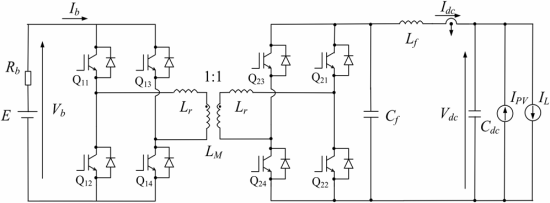 I_b
I_dc
L_f
Q_11
Q_13
Q_23
Q_21
1:1
R_b
V_b
E
L_r
L_r
L_M
C_f
V_dc
C_dc
I_PV
I_L
Q_12
Q_14
Q_24
Q_22